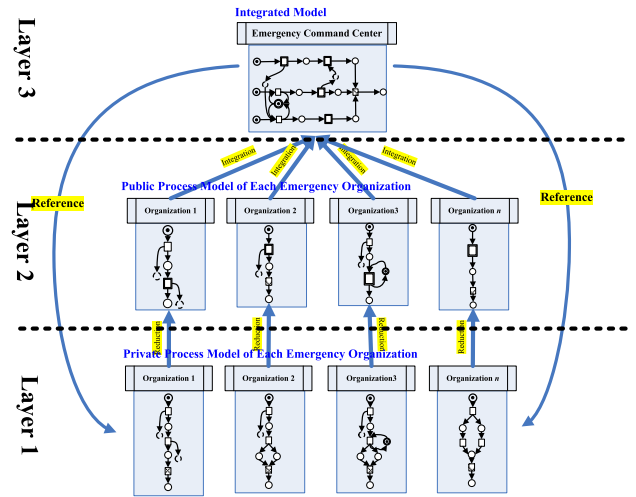 Integrated Model
Emergency Command Center
Layer 3
Integration
Integration
Integration
Integration
Public Process Model of Each Emergency Organization
Reference
Reference
Organization 1
Organization 2
Organization3
Organization n
Layer 2
Reduction
Reduction
Reduction
Reduction
Private Process Model of Each Emergency Organization
Organization 1
Organization 2
Organization3
Organization n
Layer 1